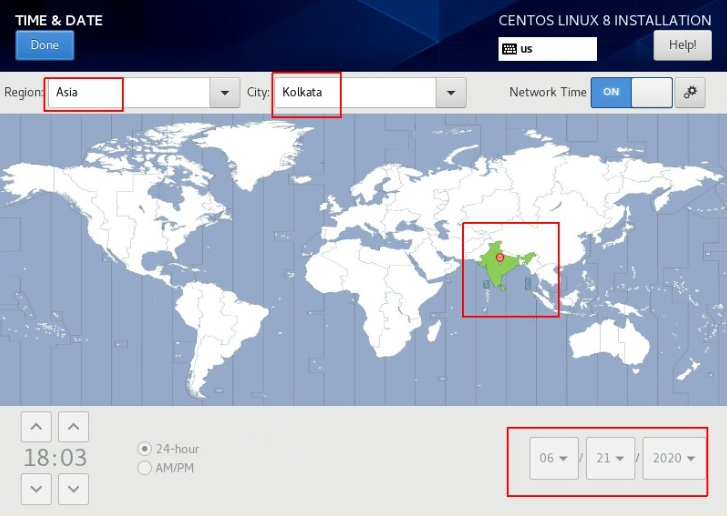 TIME & DATE
CENTOS LINUX 8 INSTALLATION
Done
us
Help!
Region: Asia
City: Kolkata
Network Time ON
18:03
24-hour
AM/PM
06 / 21 / 2020